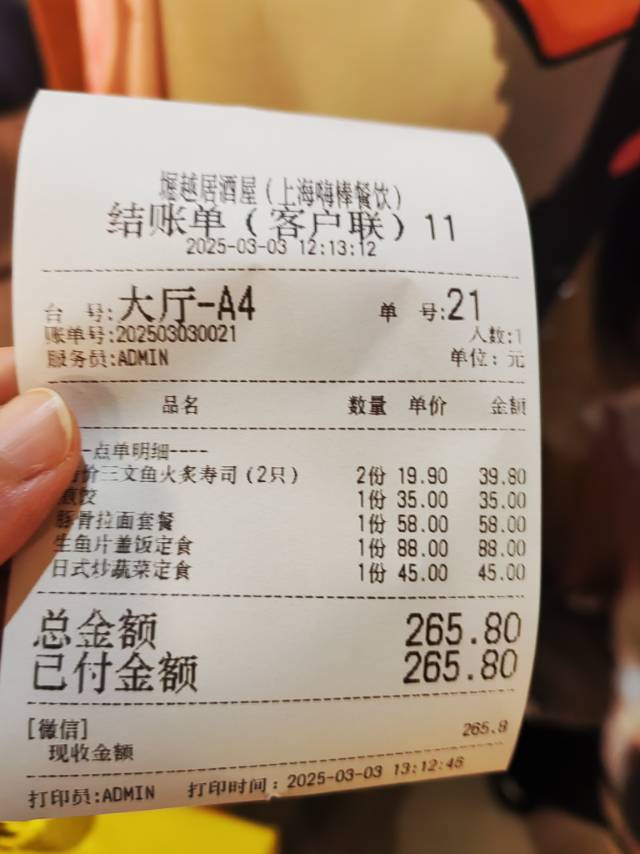 堀越居酒屋(上海嗨棒餐饮)
结账单(客户联)11
2025-03-03 12:13:12
台 号:大厅-A4 单 号:21
账单号:202503030021 人数:1
服务员:ADMIN 单位:元
品名 数量 单价 金额
--点单明细----
价三文鱼火炙寿司(2只) 2份 19.90 39.80
饺 1份 35.00 35.00
豚骨拉面套餐 1份 58.00 58.00
生鱼片盖饭定食 1份 88.00 88.00
日式炒蔬菜定食 1份 45.00 45.00
总金额 265.80
已付金额 265.80
[微信] 265.8
现收金额
打印员:ADMIN 打印时间:2025-03-03 13:12:48